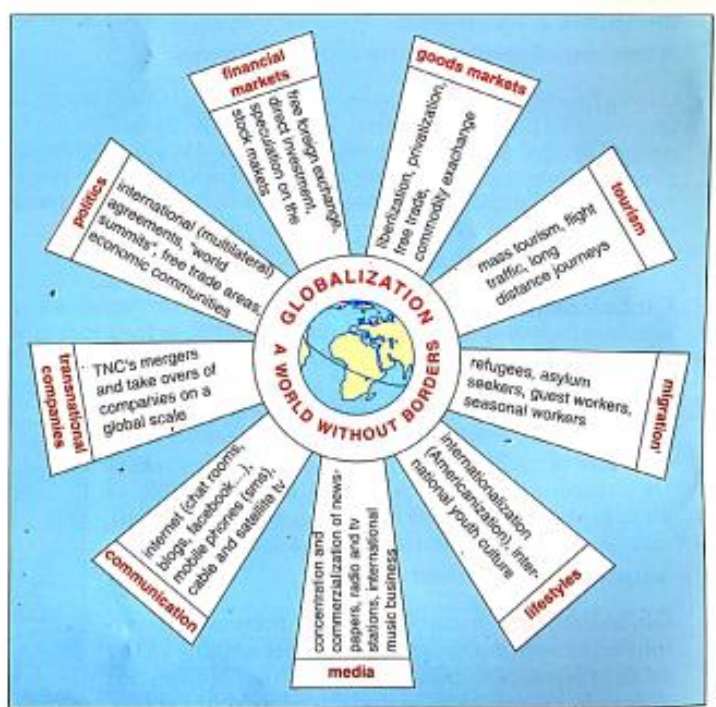 GLOBALIZATION
A WORLD WITHOUT BORDERS
financial
markets
free foreign exchange,
direct investment,
speculation on the
stock makets
goods markets
liberlization, privatization,
free trade,
commodity exachange
tourism
mass tourism, flight
traffic, long
distance journeys
migration'
refugees, asylum
seekers, guest workers,
seasonal workers
lifestyles
internationalization
(Americanization), inter-
national youth culture
media
concentration and
commerzialization of news-
papers, radio and tv
stations, international
music business
communication
internet (chat rooms,
blogs, facebook...),
mobile phones (sms),
cable and satellite tv
transnational
companies
TNC's mergers
and take overs of
companies on a
global scale
politics
international (multilateral)
agreements, "world
summits", free trade areas,
economic communities